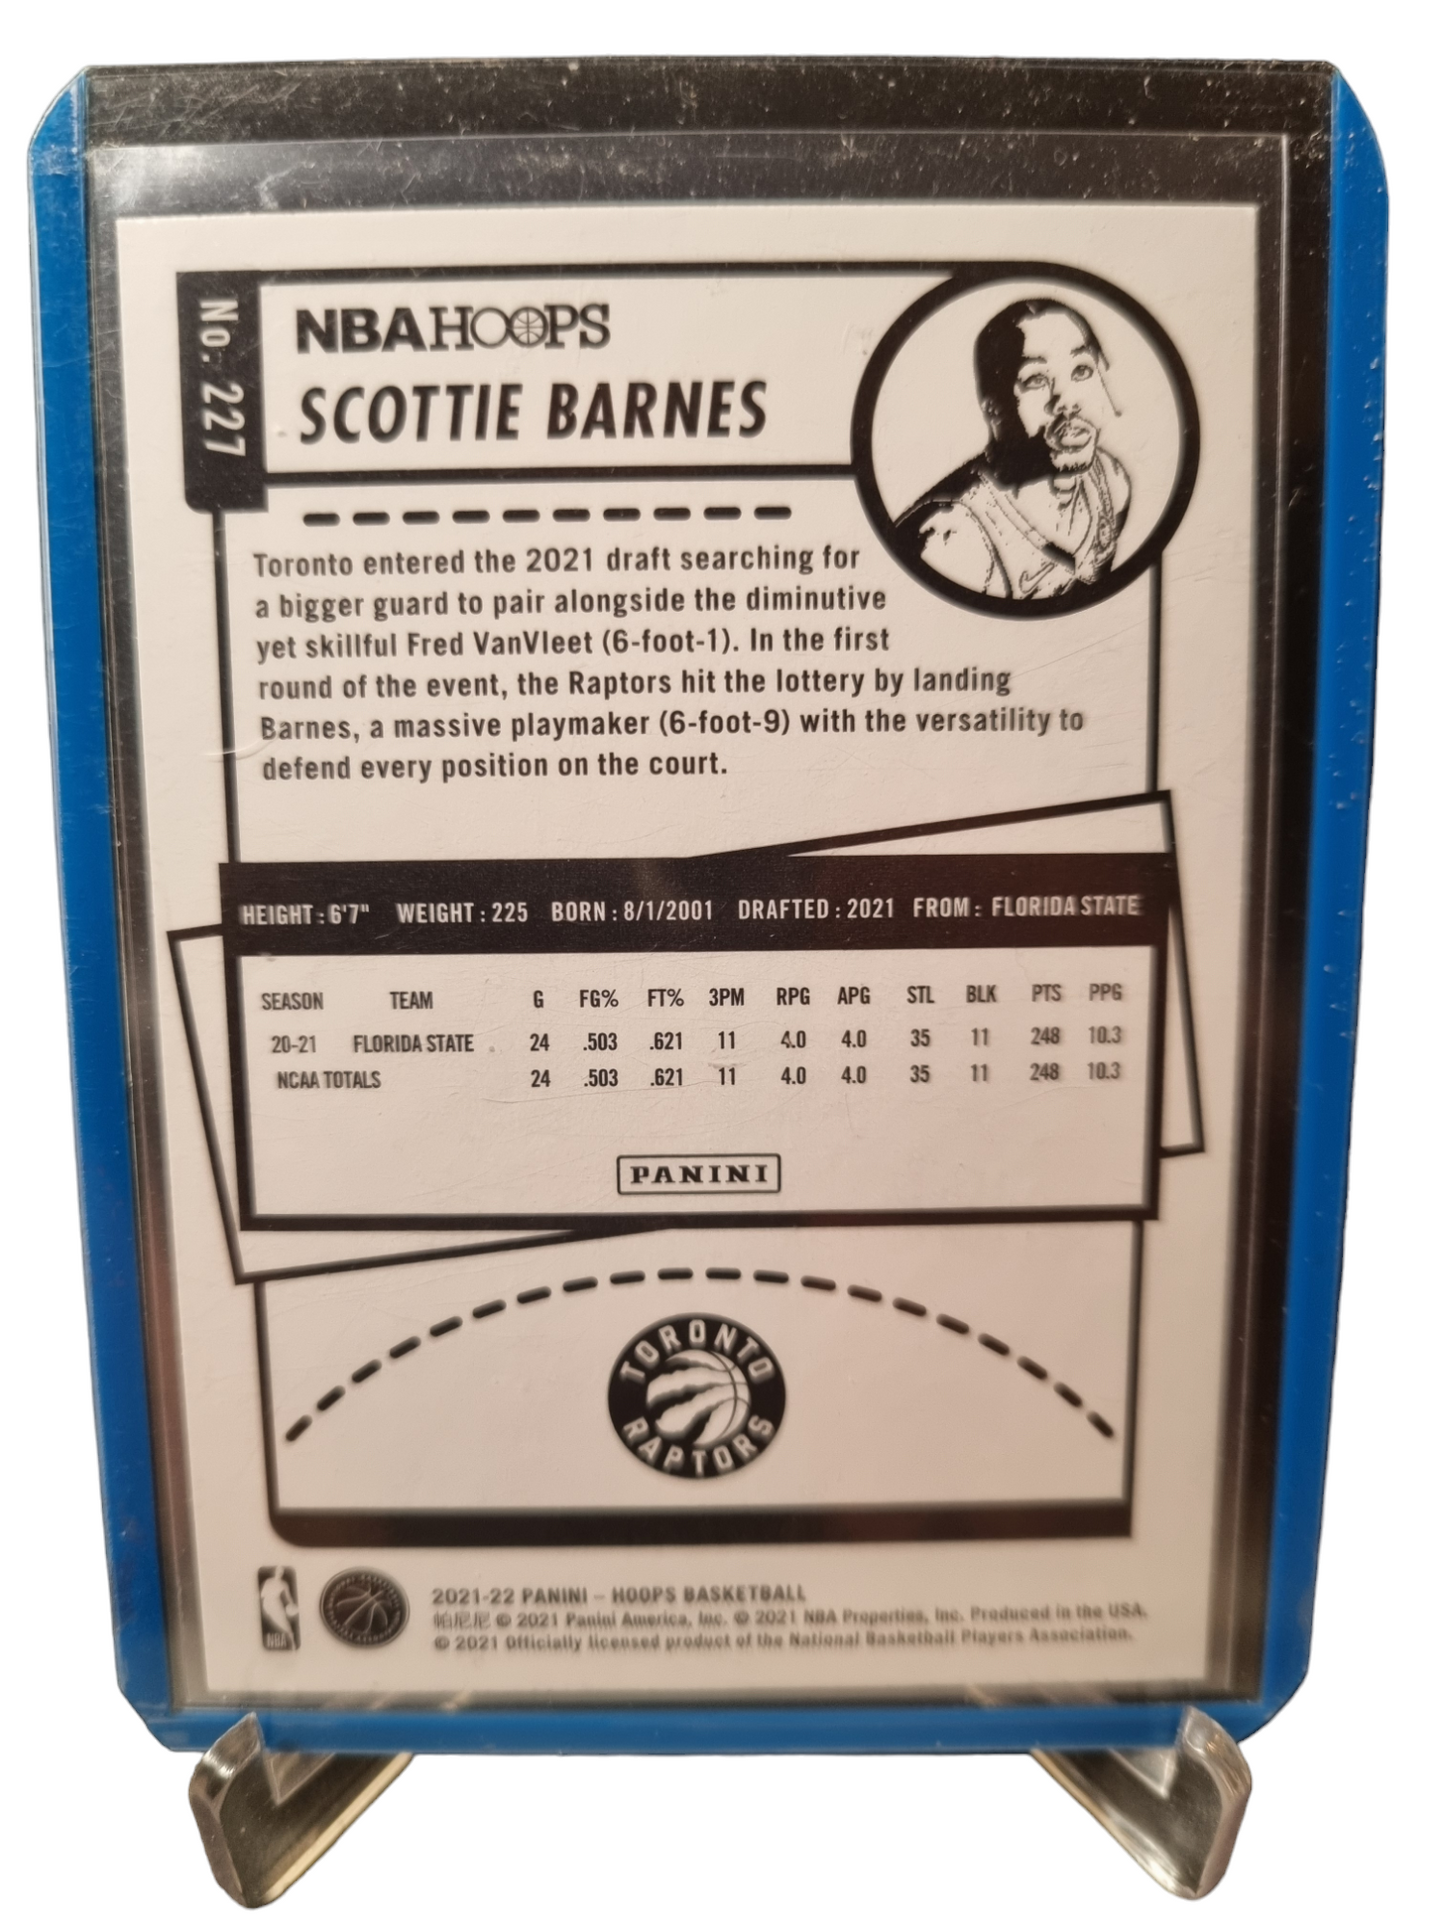 No. 227
NBA HOOPS
SCOTTIE BARNES
Toronto entered the 2021 draft searching for
a bigger guard to pair alongside the diminutive
yet skillful Fred VanVleet (6-foot-1). In the first
round of the event, the Raptors hit the lottery by landing
Barnes, a massive playmaker (6-foot-9) with the versatility to
defend every position on the court.
HEIGHT: 6'7" WEIGHT: 225 BORN: 8/1/2001 DRAFTED: 2021 FROM: FLORIDA STATE
SEASON TEAM G FG% FT% 3PM RPG APG STL BLK PTS PPG
20-21 FLORIDA STATE 24 .503 .621 11 4.0 4.0 35 11 248 10.3
NCAA TOTALS 24 .503 .621 11 4.0 4.0 35 11 248 10.3
PANINI
TORONTO
RAPTORS
NBA
2021-22 PANINI – HOOPS BASKETBALL
帕尼尼 © 2021 Panini America, Inc. © 2021 NBA Properties, Inc. Produced in the USA.
© 2021 Officially licensed product of the National Basketball Players Association.